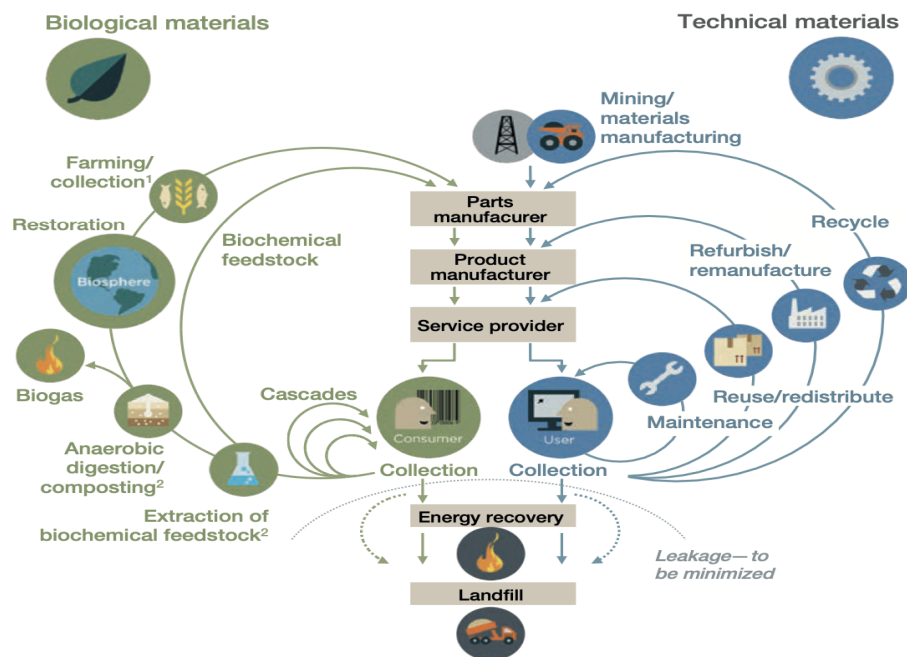 Biological materials
Technical materials
Mining/
materials
manufacturing
Farming/
collection¹
Restoration
Biosphere
Biochemical
feedstock
Parts
manufacurer
Product
manufacturer
Service provider
Recycle
Refurbish/
remanufacture
Reuse/redistribute
Maintenance
Biogas
Cascades
Consumer
User
Anaerobic
digestion/
composting²
Collection
Collection
Extraction of
biochemical feedstock²
Energy recovery
Leakage—to
be minimized
Landfill